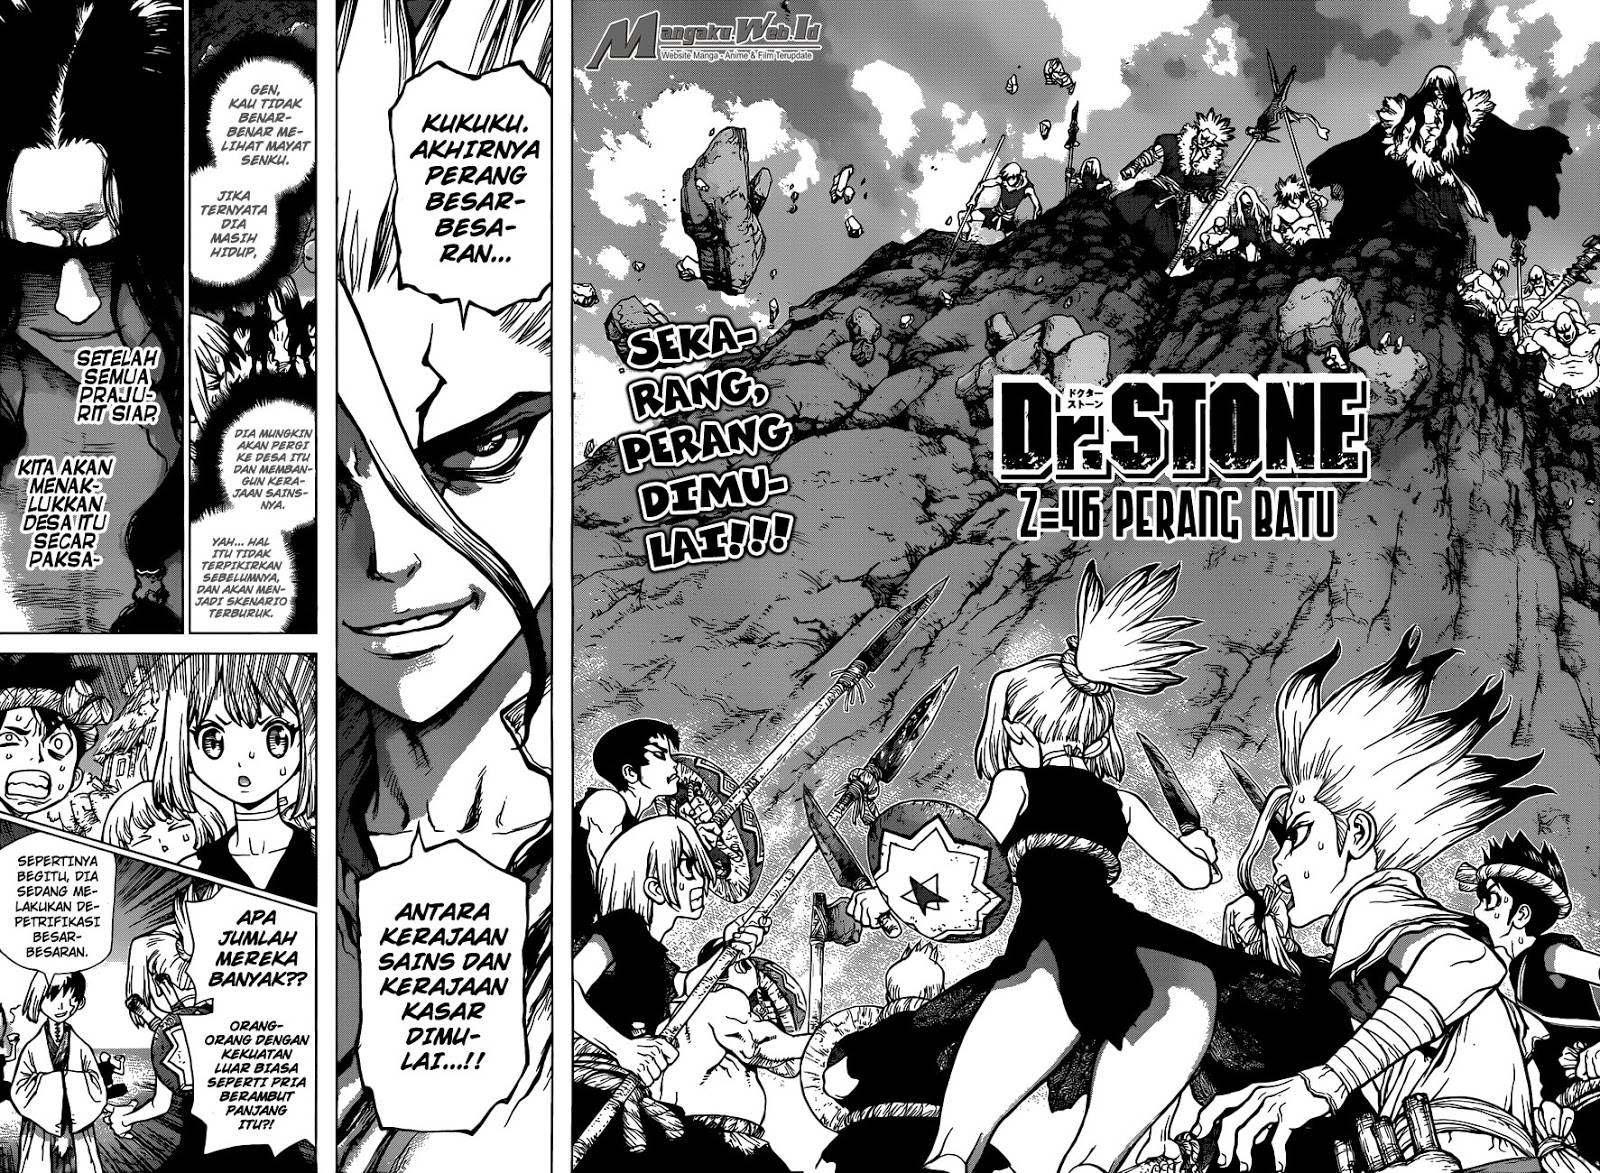 Mangaku.Web.Id
Website Manga - Anime & Film Terupdate
SEKA-
RANG,
PERANG
DIMU-
LAI!!!
Dr.STONE
ドクター
ストーン
Z=46 PERANG BATU
KUKUKU.
AKHIRNYA
PERANG
BESAR-
BESA-
RAN...
ANTARA
KERAJAAN
SAINS DAN
KERAJAAN
KASAR
DIMU-
LAI...!!
GEN,
KAU TIDAK
BENAR-
BENAR ME-
LIHAT MAYAT
SENKU.
JIKA
TERNYATA
DIA
MASIH
HIDUP,
DIA MUNGKIN
AKAN PERGI
KE DESA ITU
DAN MEMBAN-
GUN KERA-
JAAN SAINS-
NYA.
YAH... HAL
ITU TIDAK
TERPIKIRKAN
SEBELUMNYA,
DAN AKAN MEN-
JADI SKENARIO
TERBURUK.
SETELAH
SEMUA
PRAJU-
RIT SIAP,
KITA AKAN
MENAK-
LUKKAN
DESA ITU
SECAR
PAKSA-
APA
JUMLAH
MEREKA
BANYAK??
ORANG-
ORANG DENGAN
KEKUATAN
LUAR BIASA
SEPERTI PRIA
BERAMBUT
PANJANG
ITU?!
SEPERTINYA
BEGITU, DIA
SEDANG ME-
LAKUKAN DE-
PETRIFIKASI
BESAR-
BESARAN.